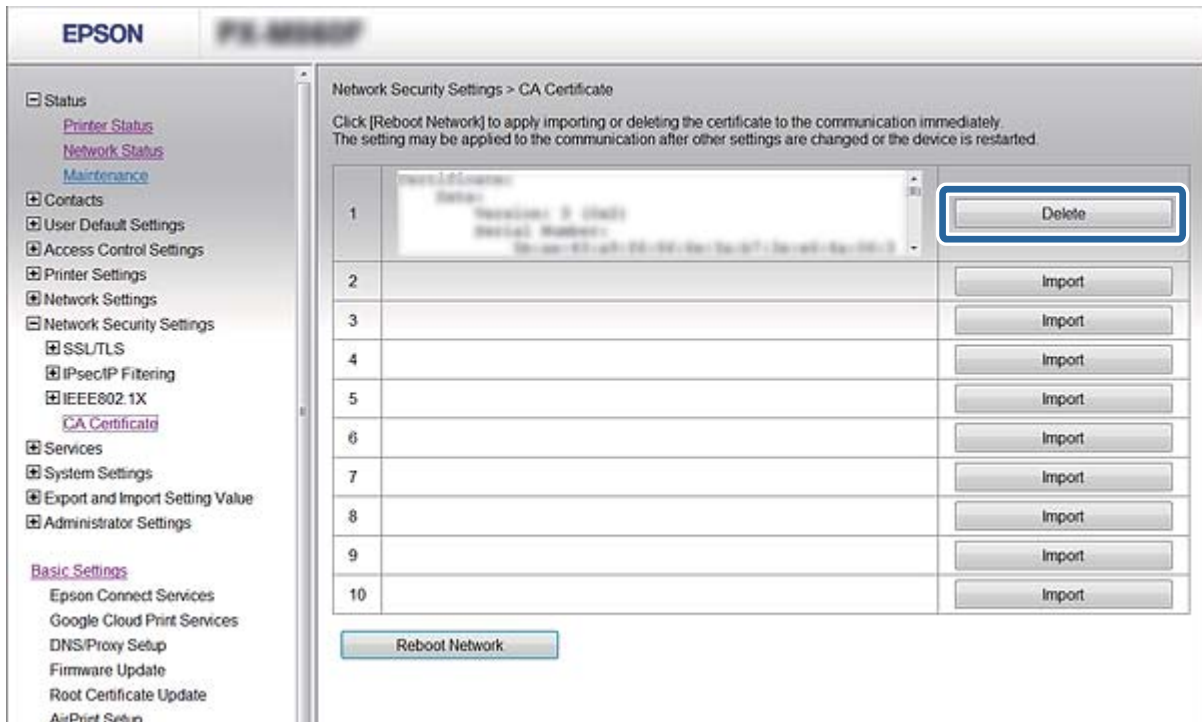 EPSON
Status
Printer Status
Network Status
Maintenance
Contacts
User Default Settings
Access Control Settings
Printer Settings
Network Settings
Network Security Settings
SSL/TLS
IPsec/IP Filtering
IEEE802.1X
CA Certificate
Services
System Settings
Export and Import Setting Value
Administrator Settings
Basic Settings
Epson Connect Services
Google Cloud Print Services
DNS/Proxy Setup
Firmware Update
Root Certificate Update
AirPrint Setup
Network Security Settings > CA Certificate
Click [Reboot Network] to apply importing or deleting the certificate to the communication immediately.
The setting may be applied to the communication after other settings are changed or the device is restarted.
1 Delete
2 Import
3 Import
4 Import
5 Import
6 Import
7 Import
8 Import
9 Import
10 Import
Reboot Network